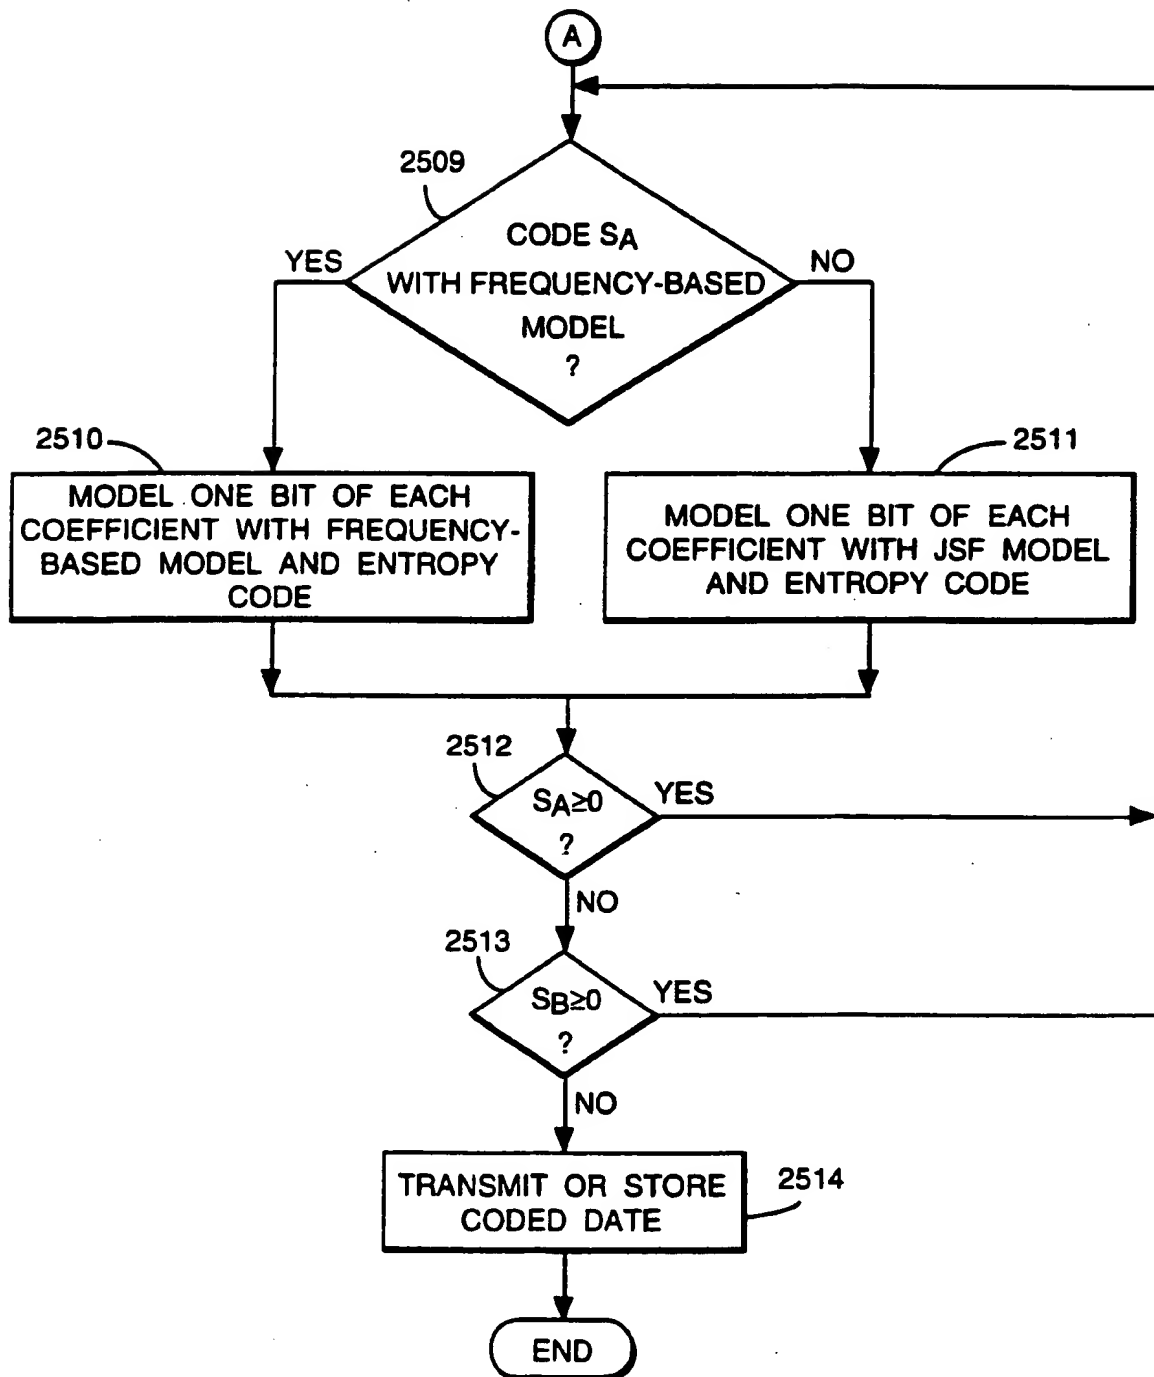 A
2509
CODE SA
YES
NO
WITH FREQUENCY-BASED
MODEL
?
2510
2511
MODEL ONE BIT OF EACH
COEFFICIENT WITH FREQUENCY-
BASED MODEL AND ENTROPY
CODE
MODEL ONE BIT OF EACH
COEFFICIENT WITH JSF MODEL
AND ENTROPY CODE
2512
SA≥0
?
YES
NO
2513
SB≥0
?
YES
NO
TRANSMIT OR STORE
CODED DATE
2514
END